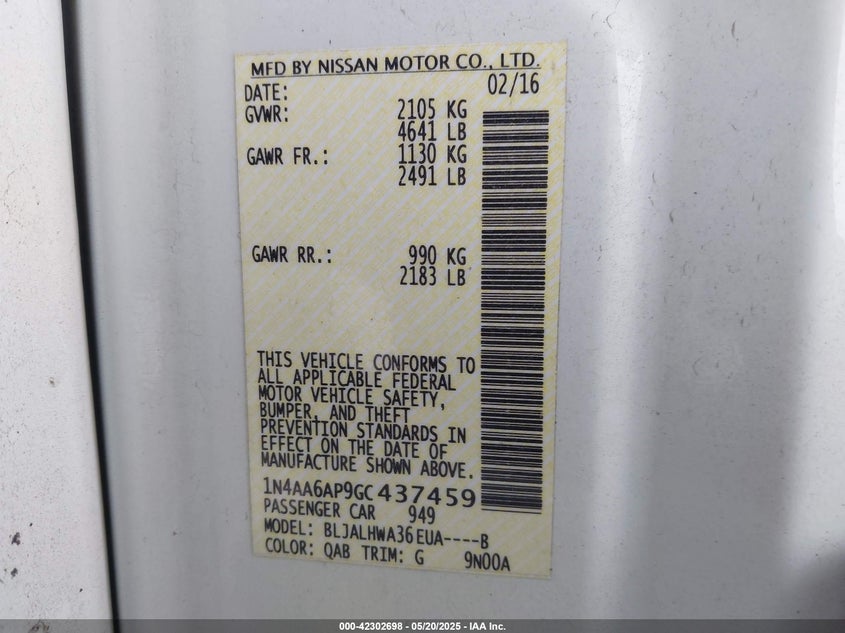 MFD BY NISSAN MOTOR CO., LTD.
DATE: 02/16
GVWR: 2105 KG
4641 LB
GAWR FR.: 1130 KG
2491 LB
GAWR RR.: 990 KG
2183 LB
THIS VEHICLE CONFORMS TO
ALL APPLICABLE FEDERAL
MOTOR VEHICLE SAFETY,
BUMPER, AND THEFT
PREVENTION STANDARDS IN
EFFECT ON THE DATE OF
MANUFACTURE SHOWN ABOVE.
1N4AA6AP9GC437459
PASSENGER CAR 949
MODEL: BLJALHWA36EUA----B
COLOR: QAB TRIM: G 9N00A
000-42302698 - 05/20/2025 - IAA Inc.